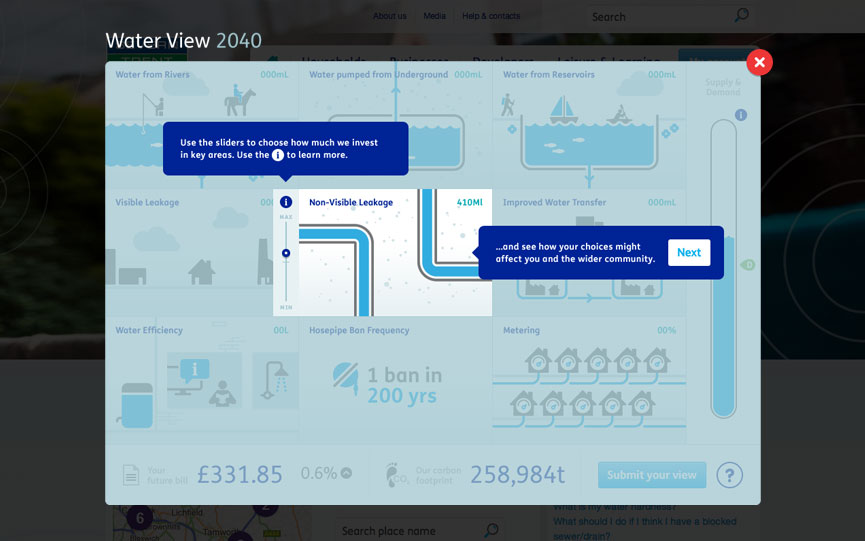 About us
Media
Help & contacts
Search
Water View 2040
TRENT
Households
Businesses
Developers
Leisure & Learning
Water from Rivers
000mL
Water pumped from Underground
000mL
Water from Reservoirs
000mL
Supply &
Demand
i
Use the sliders to choose how much we invest
in key areas. Use the i to learn more.
Visible Leakage
000mL
i
MAX
MIN
Non-Visible Leakage
410Ml
Improved Water Transfer
000mL
...and see how your choices might
affect you and the wider community.
Next
D
Water Efficiency
00L
i
Hosepipe Ban Frequency
1 ban in
200 yrs
Metering
00%
Your
future bill
£331.85
0.6%
CO2
Our carbon
footprint
258,984t
Submit your view
?
6
Lichfield
Tamworth
2
Search place name
What is my water hardness?
What should I do if I think I have a blocked
sewer/drain?